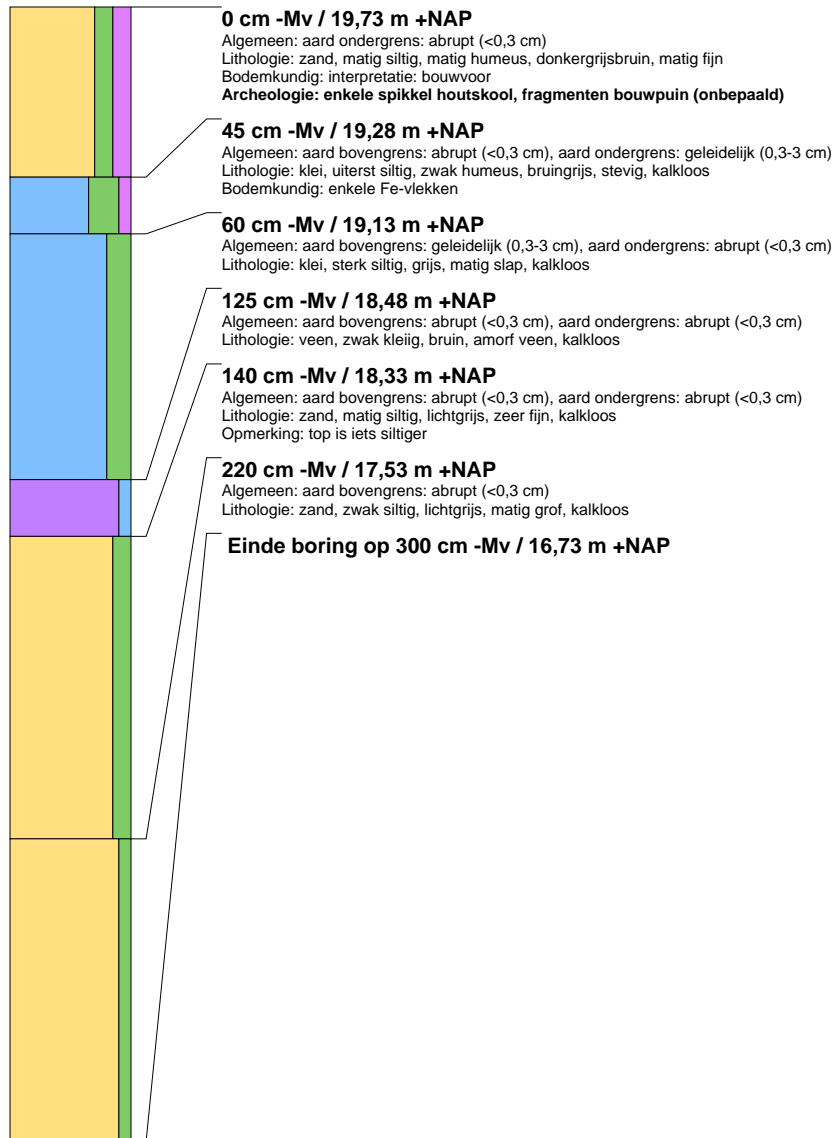 0 cm -Mv / 19,73 m +NAP
Algemeen: aard ondergrens: abrupt (<0,3 cm)
Lithologie: zand, matig siltig, matig humeus, donkergrijsbruin, matig fijn
Bodemkundig: interpretatie: bouwvoor
Archeologie: enkele spikkel houtskool, fragmenten bouwpuin (onbepaald)
45 cm -Mv / 19,28 m +NAP
Algemeen: aard bovengrens: abrupt (<0,3 cm), aard ondergrens: geleidelijk (0,3-3 cm)
Lithologie: klei, uiterst siltig, zwak humeus, bruingrijs, stevig, kalkloos
Bodemkundig: enkele Fe-vlekken
60 cm -Mv / 19,13 m +NAP
Algemeen: aard bovengrens: geleidelijk (0,3-3 cm), aard ondergrens: abrupt (<0,3 cm)
Lithologie: klei, sterk siltig, grijs, matig slap, kalkloos
125 cm -Mv / 18,48 m +NAP
Algemeen: aard bovengrens: abrupt (<0,3 cm), aard ondergrens: abrupt (<0,3 cm)
Lithologie: veen, zwak kleiig, bruin, amorf veen, kalkloos
140 cm -Mv / 18,33 m +NAP
Algemeen: aard bovengrens: abrupt (<0,3 cm), aard ondergrens: abrupt (<0,3 cm)
Lithologie: zand, matig siltig, lichtgrijs, zeer fijn, kalkloos
Opmerking: top is iets siltiger
220 cm -Mv / 17,53 m +NAP
Algemeen: aard bovengrens: abrupt (<0,3 cm)
Lithologie: zand, zwak siltig, lichtgrijs, matig grof, kalkloos
Einde boring op 300 cm -Mv / 16,73 m +NAP